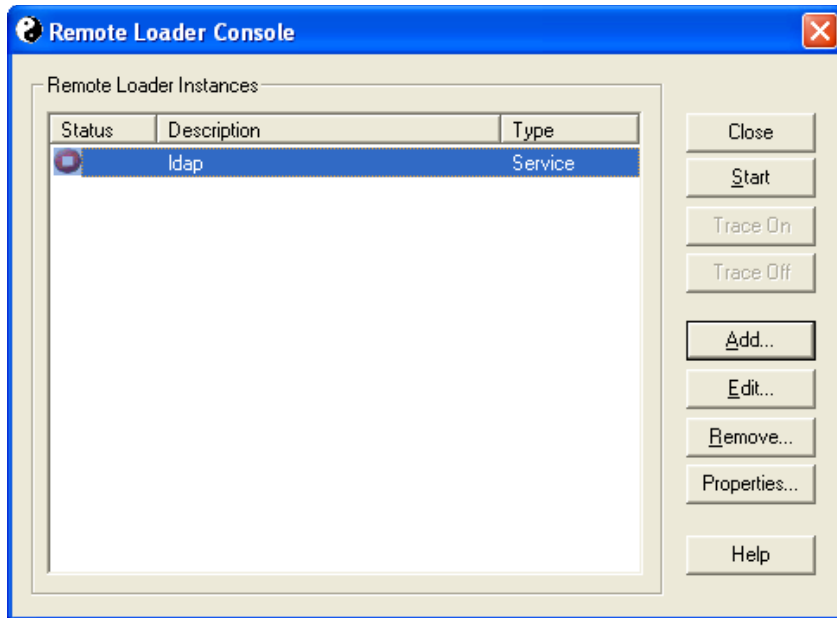 Remote Loader Console
Remote Loader Instances
Status Description Type
ldap Service
Close
Start
Trace On
Trace Off
Add...
Edit...
Remove...
Properties...
Help